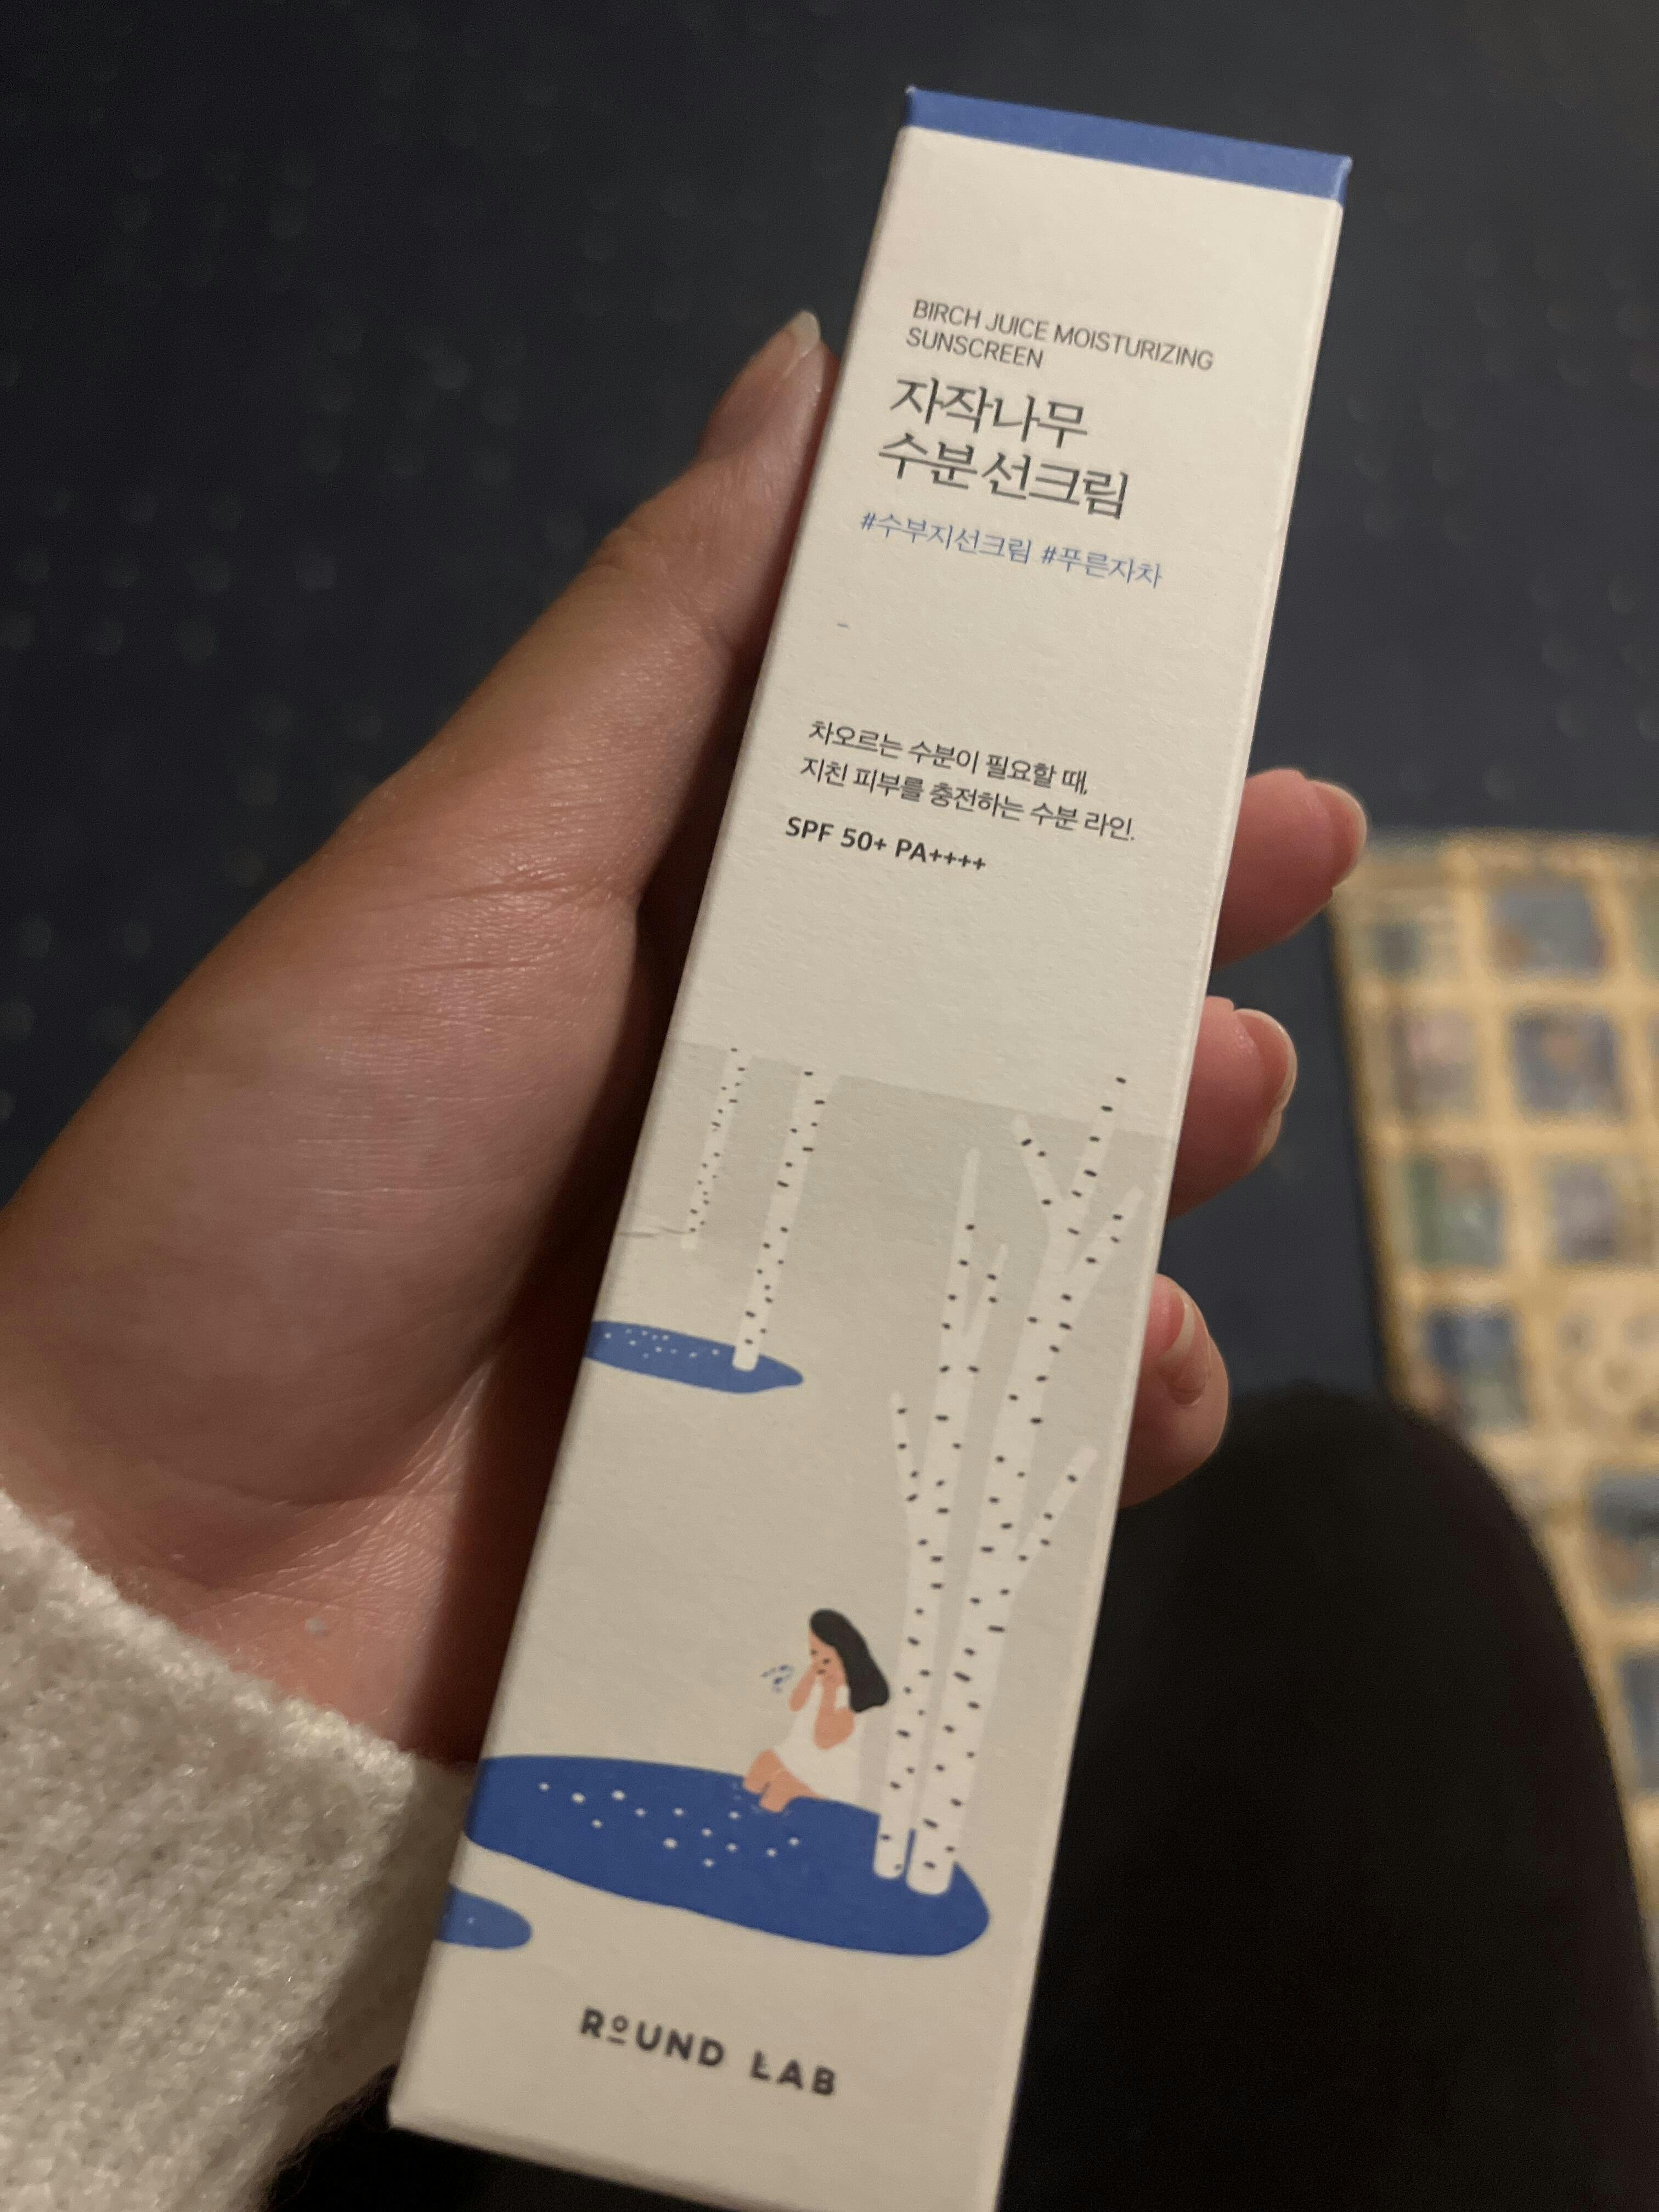 BIRCH JUICE MOISTURIZING
SUNSCREEN
자작나무
수분 선크림
#수부지선크림 #푸른자차
차오르는 수분이 필요할 때,
지친 피부를 충전하는 수분 라인.
SPF 50+ PA++++
ROUND LAB